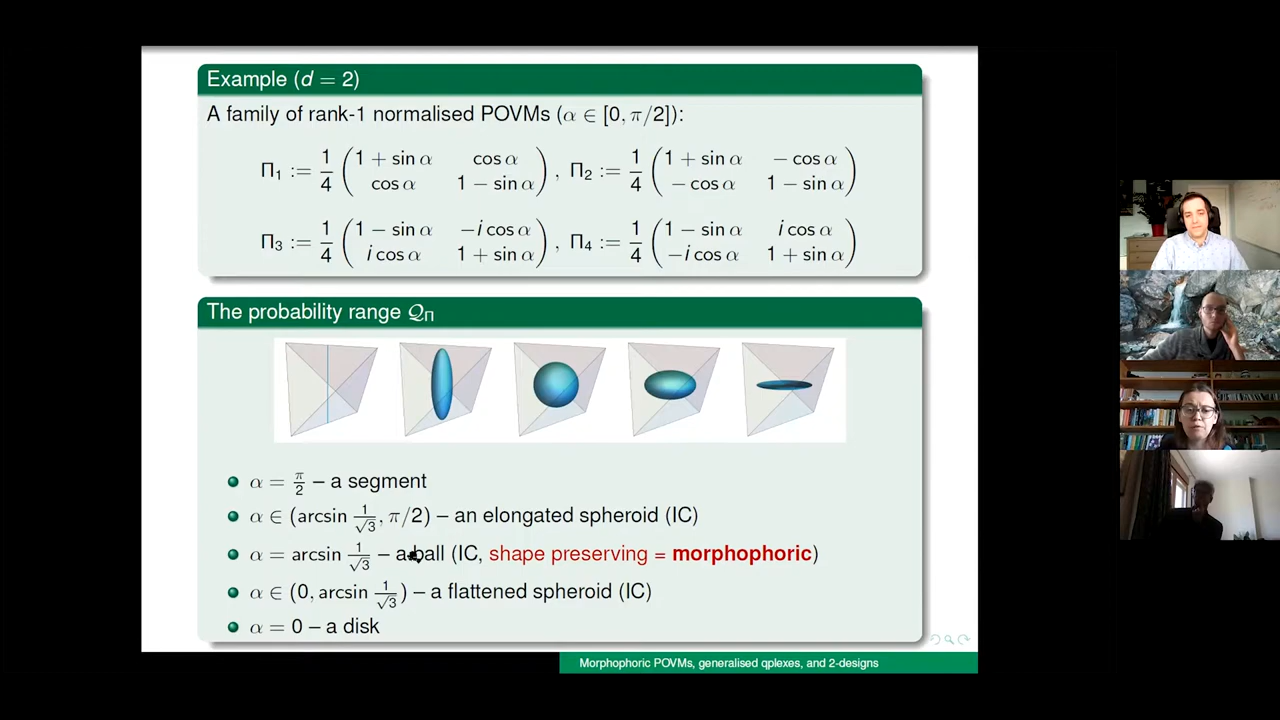 Example (d = 2)
A family of rank-1 normalised POVMs (α ∈ [0, π/2]):
Π₁ := 1/4 (1 + sin α cos α; cos α 1 − sin α), Π₂ := 1/4 (1 + sin α − cos α; − cos α 1 − sin α)
Π₃ := 1/4 (1 − sin α −i cos α; i cos α 1 + sin α), Π₄ := 1/4 (1 − sin α i cos α; −i cos α 1 + sin α)
The probability range 𝒬_Π
α = π/2 – a segment
α ∈ (arcsin 1/√3, π/2) – an elongated spheroid (IC)
α = arcsin 1/√3 – a ball (IC, shape preserving = morphophoric)
α ∈ (0, arcsin 1/√3) – a flattened spheroid (IC)
α = 0 – a disk
Morphophoric POVMs, generalised qplexes, and 2-designs